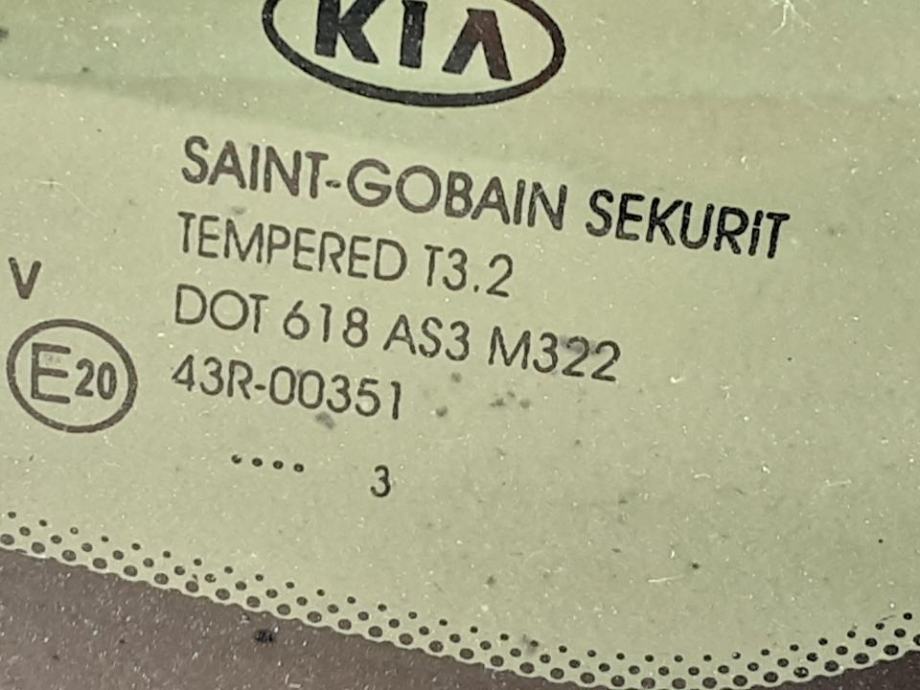 KIA
SAINT-GOBAIN SEKURIT
TEMPERED T3.2
V
DOT 618 AS3 M322
E20
43R-00351
.... 3